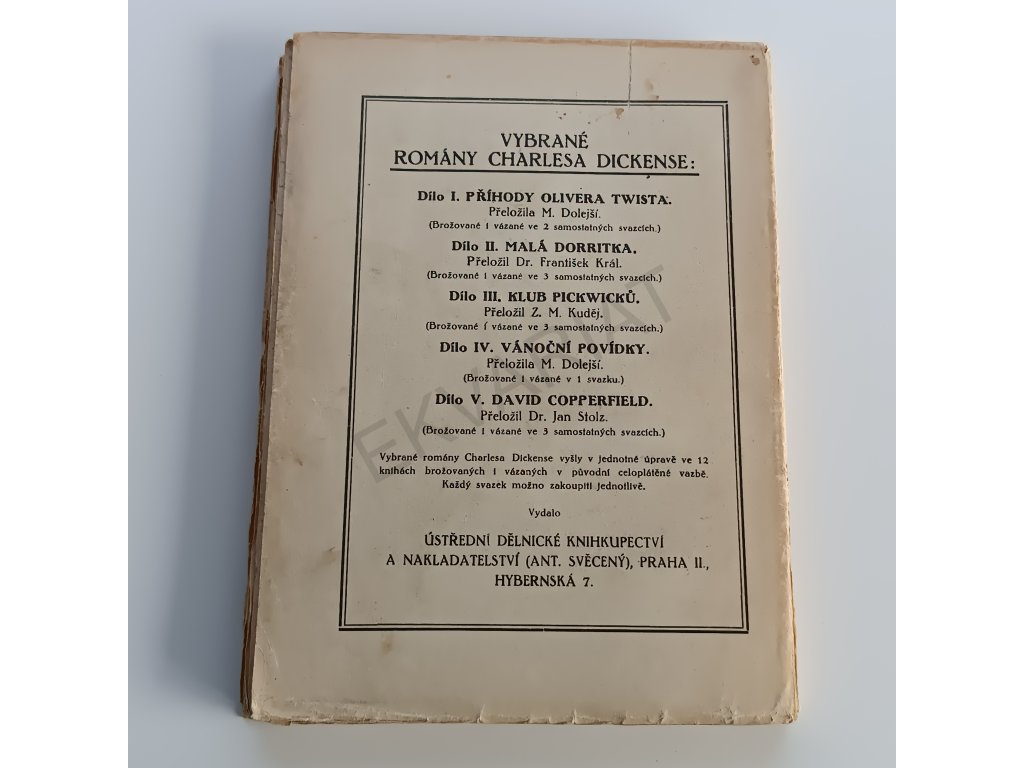 VYBRANÉ
ROMÁNY CHARLESA DICKENSE:
Dílo I. PŘÍHODY OLIVERA TWISTA.
Přeložila M. Dolejší.
(Brožované i vázané ve 2 samostatných svazcích.)
Dílo II. MALÁ DORRITKA.
Přeložil Dr. František Král.
(Brožované i vázané ve 3 samostatných svazcích.)
Dílo III. KLUB PICKWICKŮ.
Přeložil Z. M. Kuděj.
(Brožované i vázané ve 3 samostatných svazcích.)
Dílo IV. VÁNOČNÍ POVÍDKY.
Přeložila M. Dolejší.
(Brožované i vázané v 1 svazku.)
Dílo V. DAVID COPPERFIELD.
Přeložil Dr. Jan Stolz.
(Brožované i vázané ve 3 samostatných svazcích.)
Vybrané romány Charlesa Dickense vyšly v jednotné úpravě ve 12
knihách brožovaných i vázaných v původní celoplátěné vazbě.
Každý svazek možno zakoupiti jednotlivě.
Vydalo
ÚSTŘEDNÍ DĚLNICKÉ KNIHKUPECTVÍ
A NAKLADATELSTVÍ (ANT. SVĚCENÝ), PRAHA II.,
HYBERNSKÁ 7.
EKVARIAT